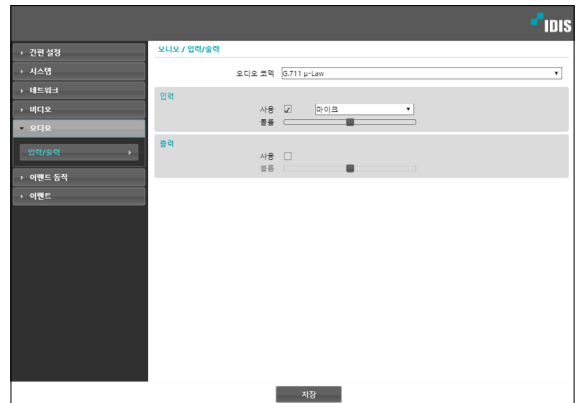 IDIS
간편 설정
시스템
네트워크
비디오
오디오
입력/출력
이벤트 동작
이벤트
오디오 / 입력/출력
오디오 코덱 G.711 µ-Law
입력
사용 마이크
볼륨
출력
사용
볼륨
저장